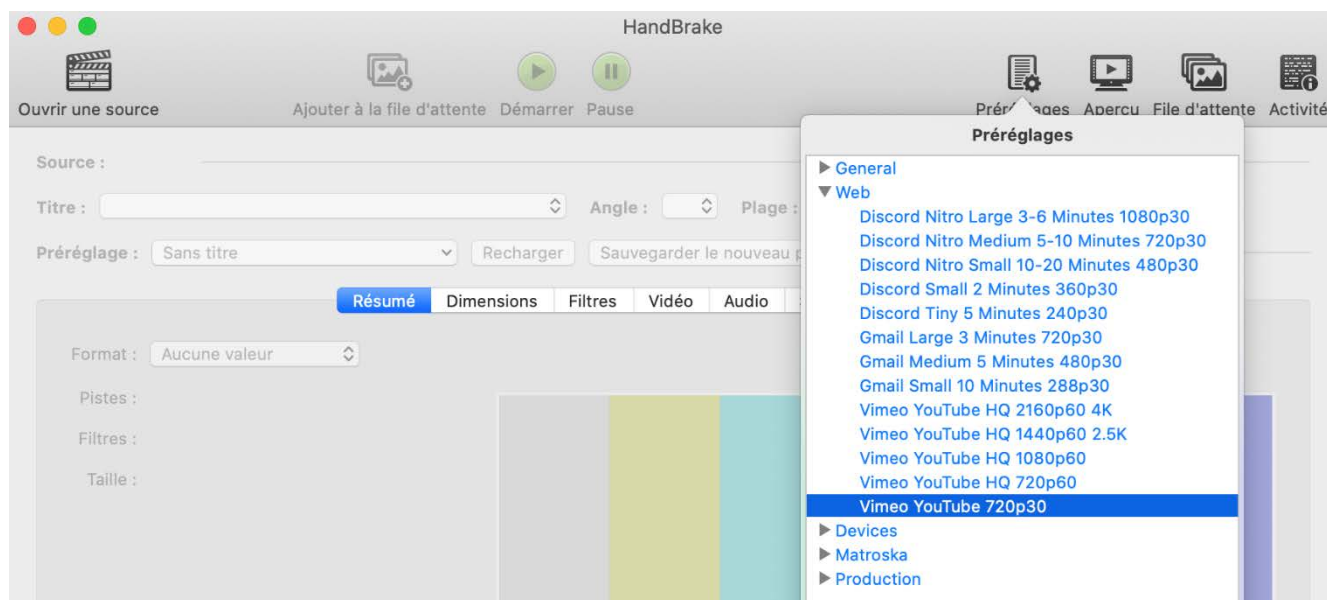 HandBrake
Ouvrir une source
Ajouter à la file d'attente
Démarrer
Pause
Aperçu
File d'attente
Activité
Préréglages
Source :
Titre :
Angle :
Plage :
Préréglage :
Sans titre
Recharger
Sauvegarder le nouveau
Résumé
Dimensions
Filtres
Vidéo
Audio
Format :
Aucune valeur
Pistes :
Filtres :
Taille :
General
Web
Discord Nitro Large 3-6 Minutes 1080p30
Discord Nitro Medium 5-10 Minutes 720p30
Discord Nitro Small 10-20 Minutes 480p30
Discord Small 2 Minutes 360p30
Discord Tiny 5 Minutes 240p30
Gmail Large 3 Minutes 720p30
Gmail Medium 5 Minutes 480p30
Gmail Small 10 Minutes 288p30
Vimeo YouTube HQ 2160p60 4K
Vimeo YouTube HQ 1440p60 2.5K
Vimeo YouTube HQ 1080p60
Vimeo YouTube HQ 720p60
Vimeo YouTube 720p30
Devices
Matroska
Production